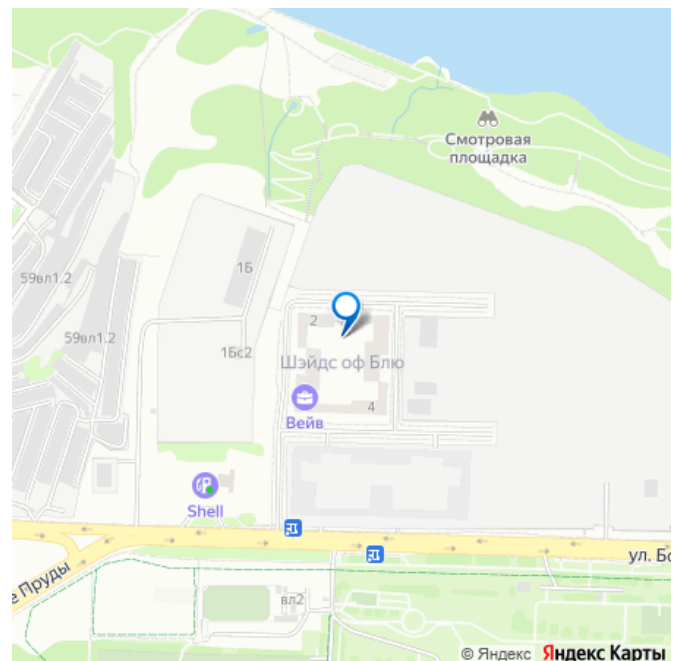 Смотровая
площадка
59вл1.2
1Б
59вл1.2
2
1Бс2
Шэйдс оф Блю
4
Вейв
Shell
ул. Бо
е Пруды
вл2
© Яндекс Яндекс Карты